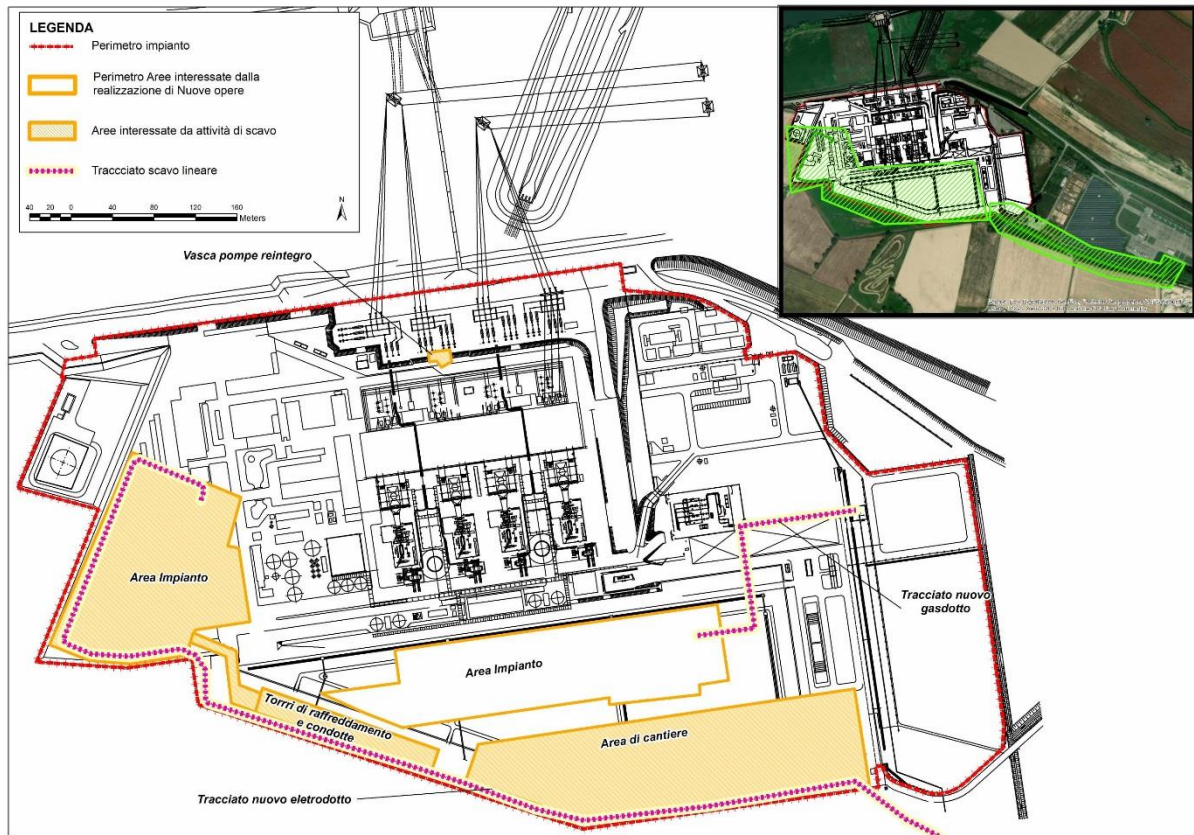 LEGENDA
Perimetro impianto
Perimetro Aree interessate dalla
realizzazione di Nuove opere
Aree interessate da attività di scavo
Traccciato scavo lineare
40 20 0 40 80 120 160
Meters
N
Vasca pompe reintegro
Area Impianto
Tracciato nuovo
gasdotto
Area Impianto
Torrri di raffreddamento
e condotte
Area di cantiere
Tracciato nuovo eletrodotto